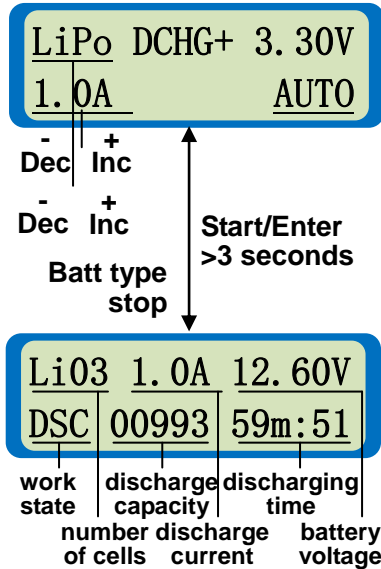 LiPo DCHG+ 3.30V
1.0A AUTO
- +
Dec Inc
- +
Dec Inc
Start/Enter
>3 seconds
Batt type
stop
Li03 1.0A 12.60V
DSC 00993 59m:51
work state
discharge capacity
discharging time
number of cells
discharge current
battery voltage